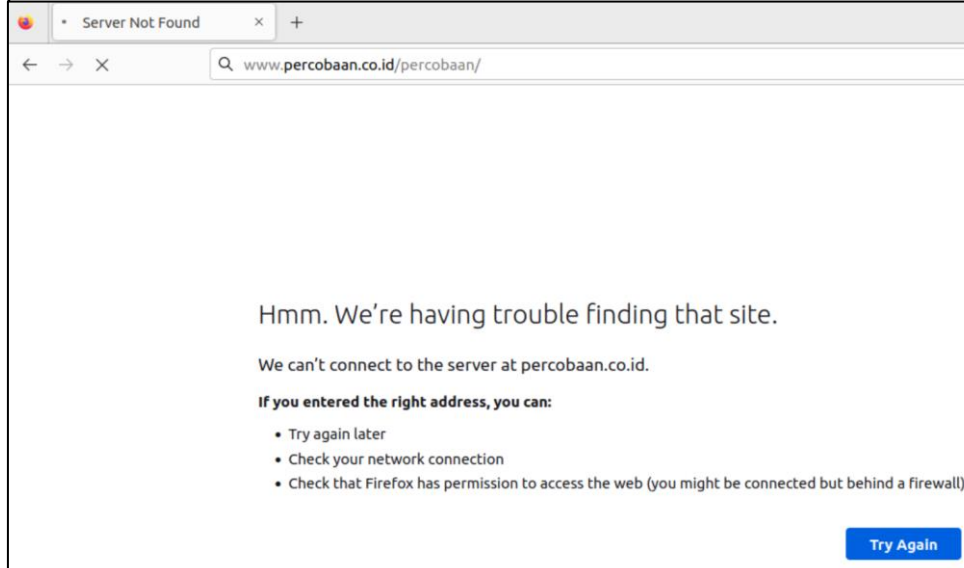 Server Not Found
www.percobaan.co.id/percobaan/
Hmm. We’re having trouble finding that site.
We can’t connect to the server at percobaan.co.id.
If you entered the right address, you can:
• Try again later
• Check your network connection
• Check that Firefox has permission to access the web (you might be connected but behind a firewall)
Try Again